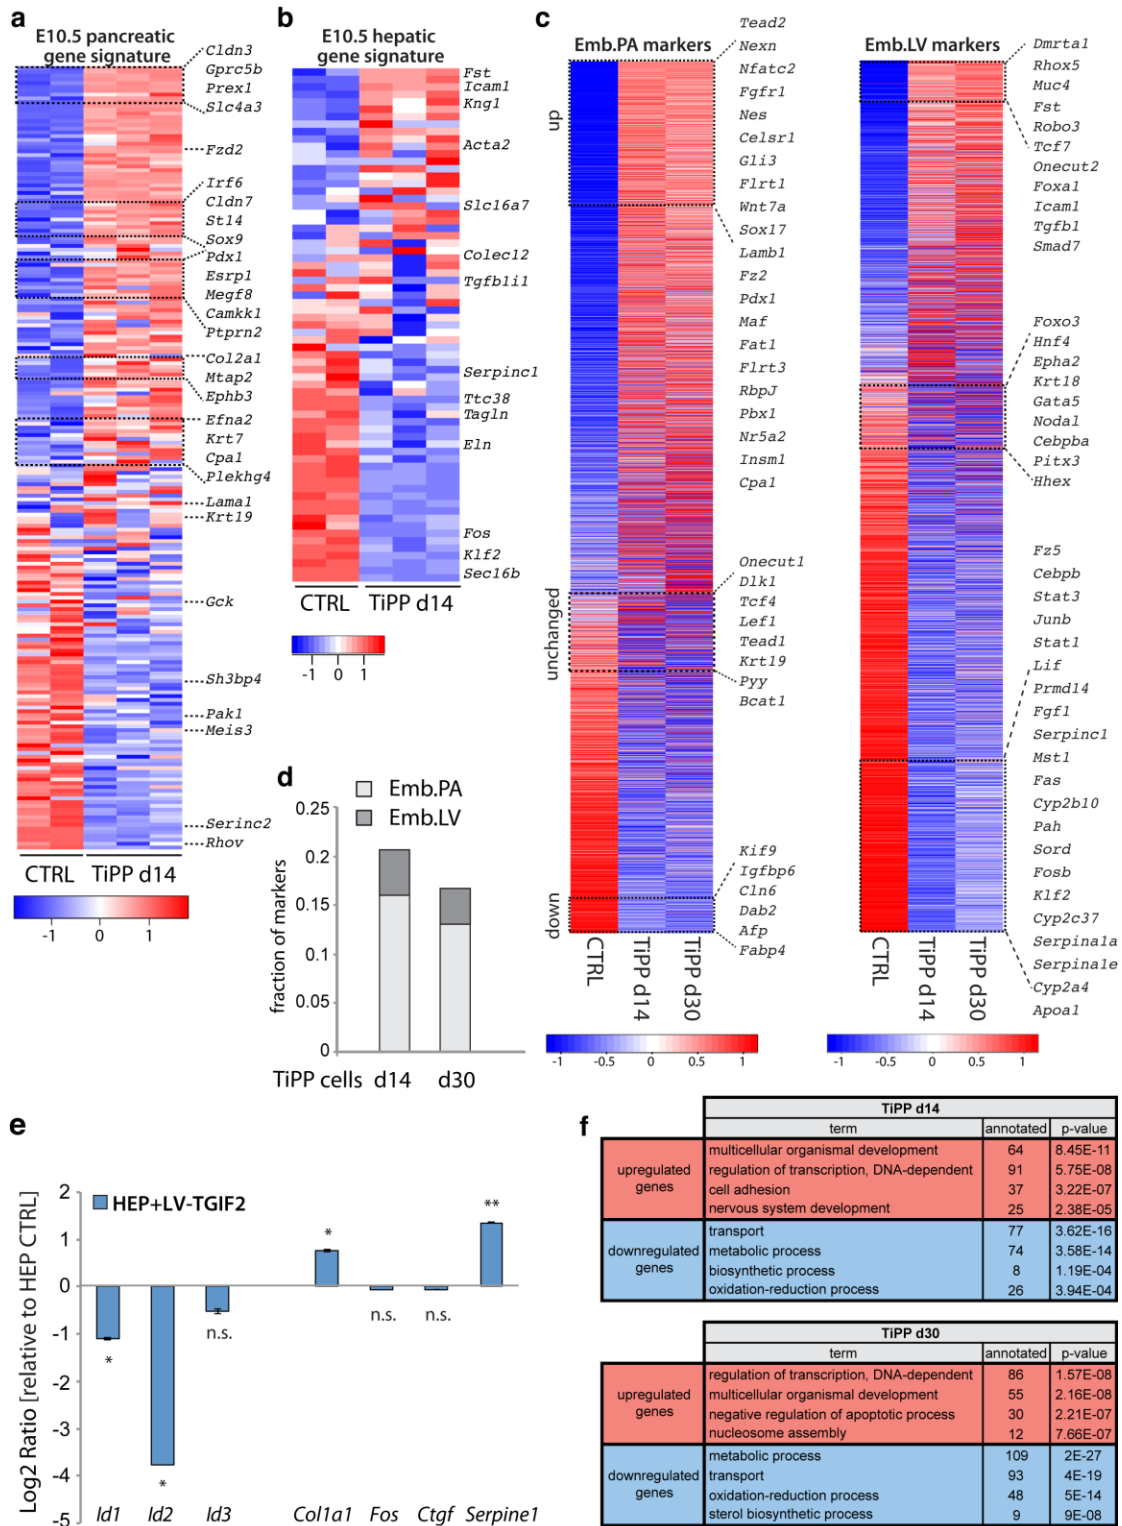 a
E10.5 pancreatic
gene signature
Cldn3
Gprc5b
Prex1
Slc4a3
Fzd2
Irf6
Cldn7
St14
Sox9
Pdx1
Esrp1
Megf8
Camkk1
Ptprn2
Col2a1
Mtap2
Ephb3
Efna2
Krt7
Cpa1
Plekhg4
Lama1
Krt19
Gck
Sh3bp4
Pak1
Meis3
Serinc2
Rhov
CTRL TiPP d14
-1 0 1
b
E10.5 hepatic
gene signature
Fst
Icam1
Kng1
Acta2
Slc16a7
Colec12
Tgfb1i1
Serpinc1
Ttc38
Tagln
Eln
Fos
Klf2
Sec16b
CTRL TiPP d14
-1 0 1
c
Emb.PA markers
up
unchanged
down
Tead2
Nexn
Nfatc2
Fgfr1
Nes
Celsr1
Gli3
Flrt1
Wnt7a
Sox17
Lamb1
Fz2
Pdx1
Maf
Fat1
Flrt3
RbpJ
Pbx1
Nr5a2
Insm1
Cpa1
Onecut1
Dlk1
Tcf4
Lef1
Tead1
Krt19
Pyy
Bcat1
Kif9
Igfbp6
Cln6
Dab2
Afp
Fabp4
CTRL
TiPP d14
TiPP d30
-1 -0.5 0 0.5 1
Emb.LV markers
Dmrta1
Rhox5
Muc4
Fst
Robo3
Tcf7
Onecut2
Foxa1
Icam1
Tgfb1
Smad7
Foxo3
Hnf4
Epha2
Krt18
Gata5
Nodal
Cebpba
Pitx3
Hhex
Fz5
Cebpb
Stat3
Junb
Stat1
Lif
Prmd14
Fgf1
Serpinc1
Mst1
Fas
Cyp2b10
Pah
Sord
Fosb
Klf2
Cyp2c37
Serpina1a
Serpina1e
Cyp2a4
Apoa1
CTRL
TiPP d14
TiPP d30
-1 -0.5 0 0.5 1
d
Emb.PA
Emb.LV
fraction of markers
0.25
0.2
0.15
0.1
0.05
0
TiPP cells d14 d30
e
HEP+LV-TGIF2
Log2 Ratio [relative to HEP CTRL]
2
1
0
-1
-2
-3
-4
-5
* * n.s. * n.s. n.s. **
Id1 Id2 Id3 Col1a1 Fos Ctgf Serpine1
f
TiPP d14
term annotated p-value
upregulated genes
multicellular organismal development 64 8.45E-11
regulation of transcription, DNA-dependent 91 5.75E-08
cell adhesion 37 3.22E-07
nervous system development 25 2.38E-05
downregulated genes
transport 77 3.62E-16
metabolic process 74 3.58E-14
biosynthetic process 8 1.19E-04
oxidation-reduction process 26 3.94E-04
TiPP d30
term annotated p-value
upregulated genes
regulation of transcription, DNA-dependent 86 1.57E-08
multicellular organismal development 55 2.16E-08
negative regulation of apoptotic process 30 2.21E-07
nucleosome assembly 12 7.66E-07
downregulated genes
metabolic process 109 2E-27
transport 93 4E-19
oxidation-reduction process 48 5E-14
sterol biosynthetic process 9 9E-08